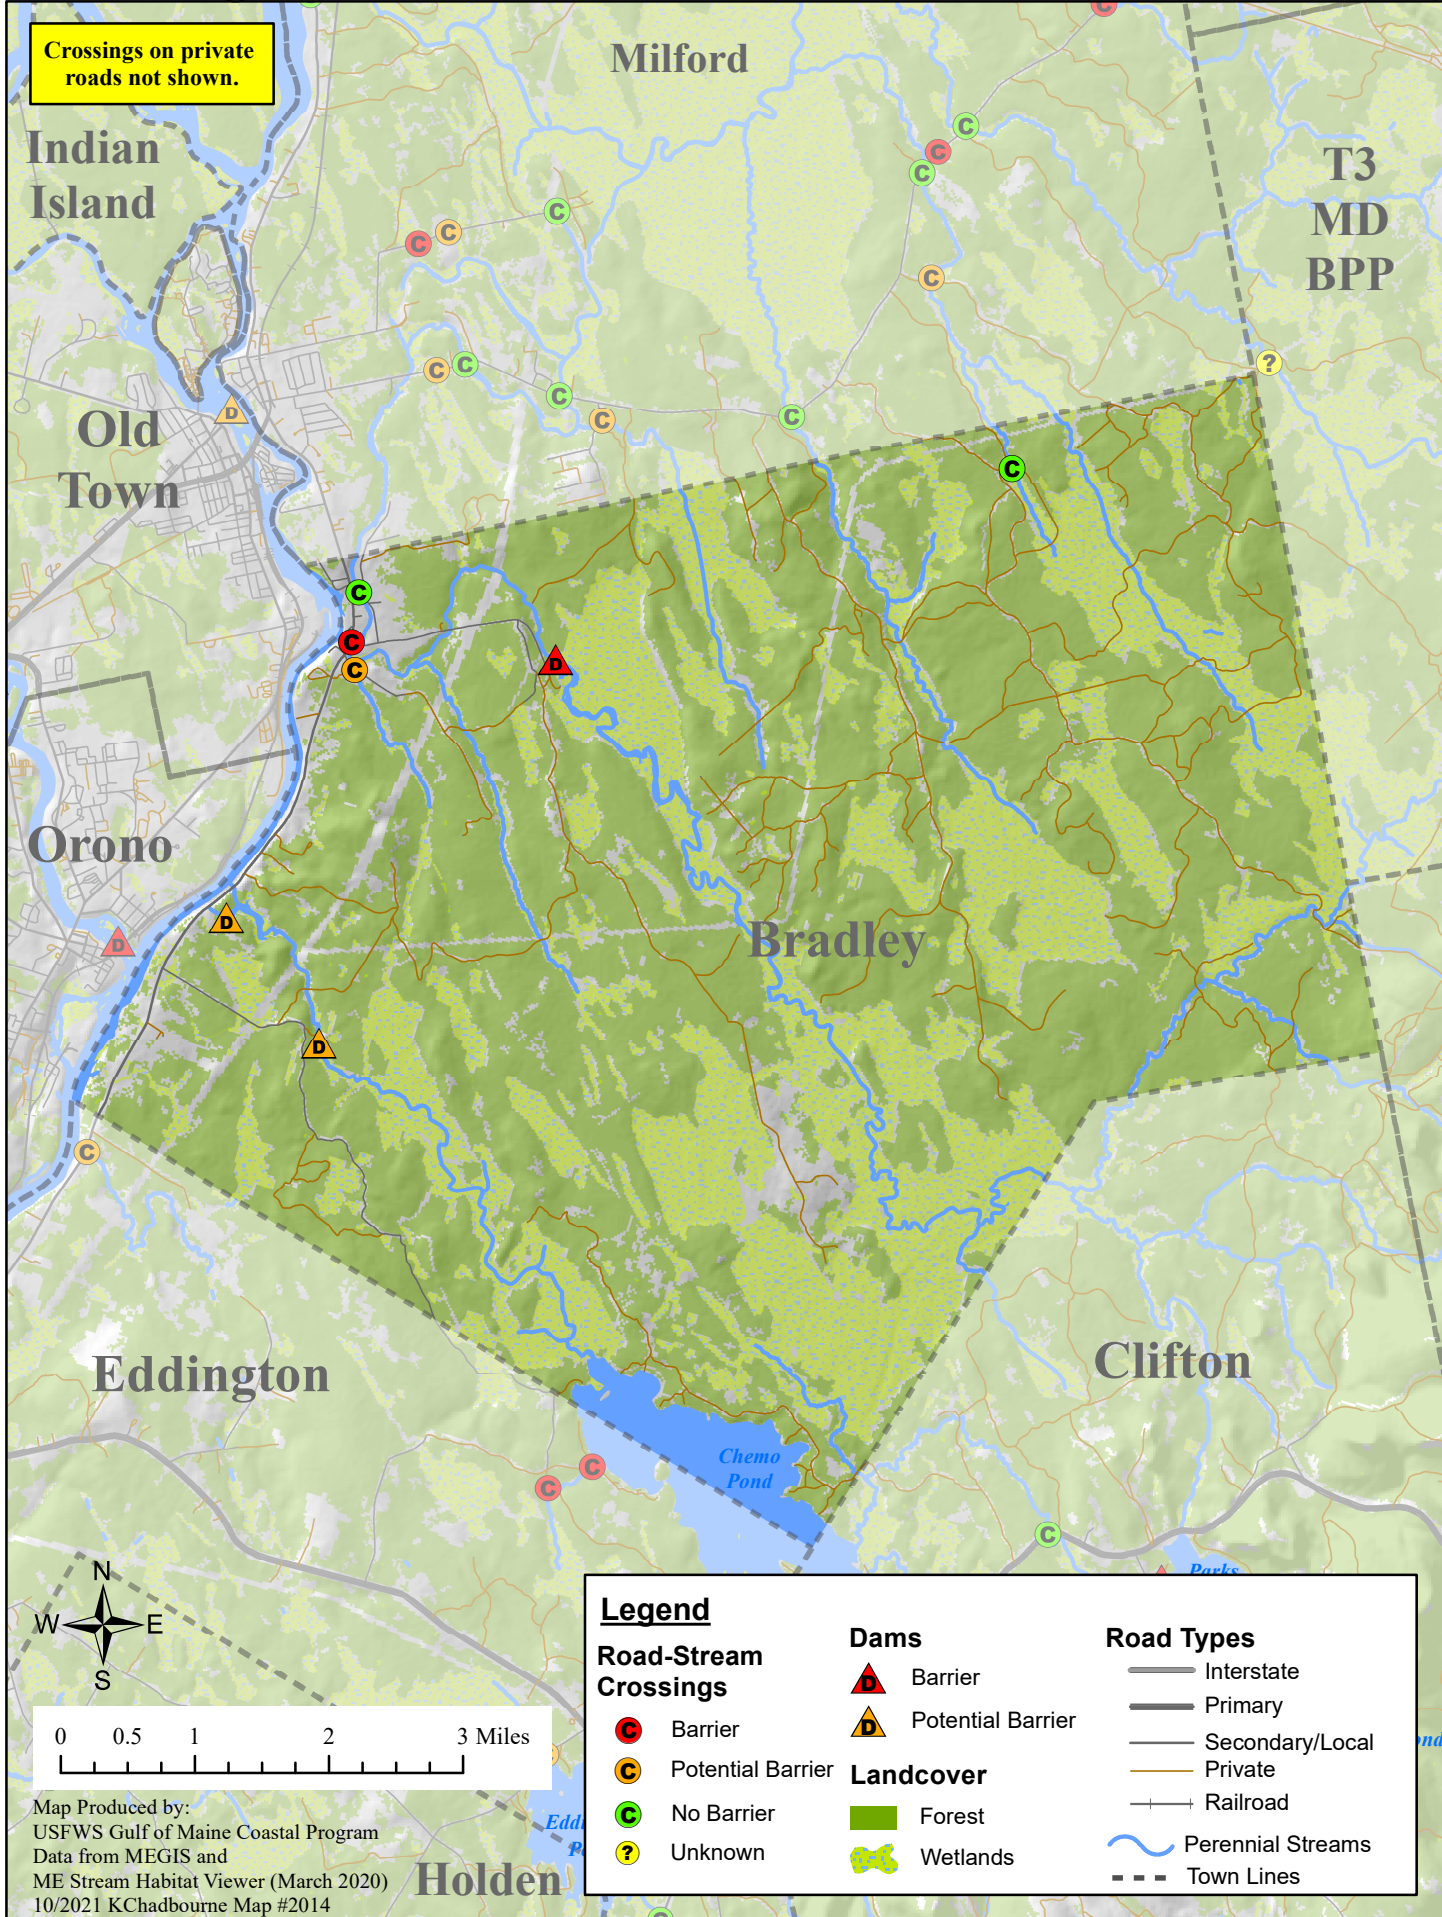 Crossings on private
roads not shown.
Milford
Indian
Island
T3
MD
BPP
Old
Town
Orono
Bradley
Eddington
Clifton
Chemo
Pond
Parks
N
W E
S
0 0.5 1 2 3 Miles
Map Produced by:
USFWS Gulf of Maine Coastal Program
Data from MEGIS and
ME Stream Habitat Viewer (March 2020)
10/2021 KChadbourne Map #2014
Holden
Legend
Road-Stream
Crossings
C Barrier
C Potential Barrier
C No Barrier
? Unknown
Dams
D Barrier
D Potential Barrier
Landcover
Forest
Wetlands
Road Types
Interstate
Primary
Secondary/Local
Private
Railroad
Perennial Streams
Town Lines